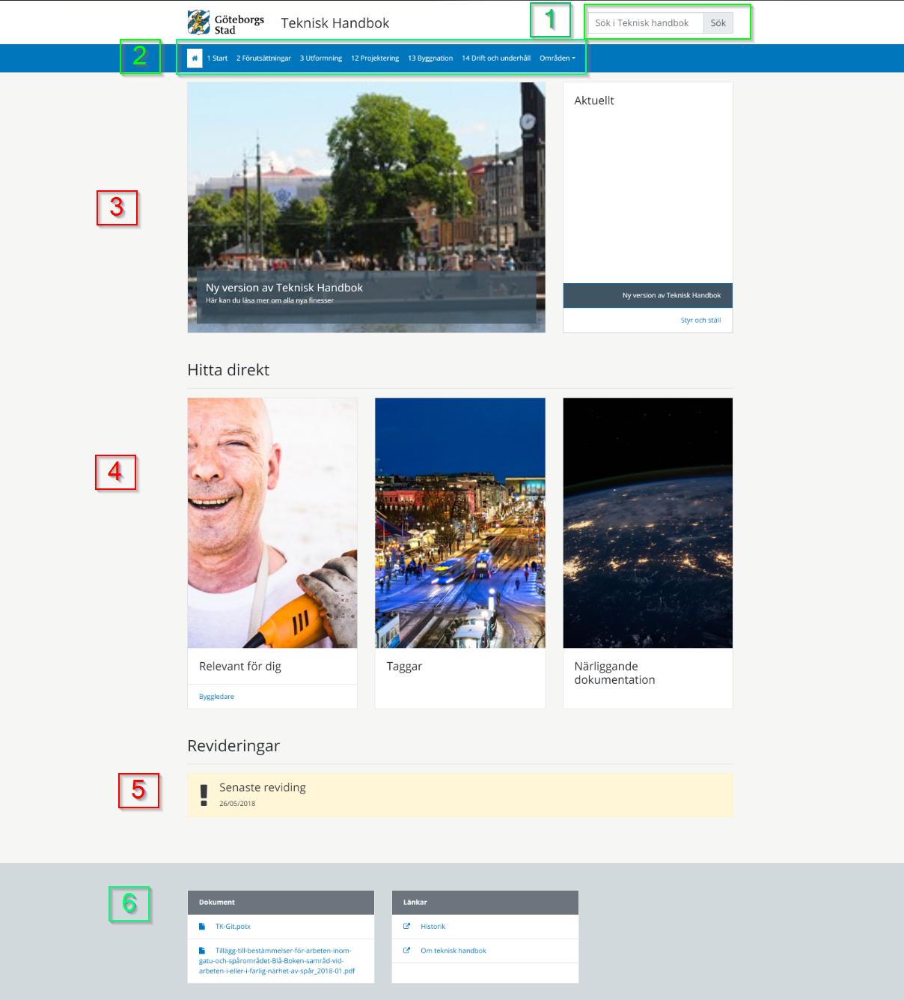 Göteborgs
Stad
Teknisk Handbok
1
Sök i Teknisk handbok
Sök
2
1 Start
2 Förutsättningar
3 Utformning
12 Projektering
13 Byggnation
14 Drift och underhåll
Områden
3
Ny version av Teknisk Handbok
Här kan du läsa mer om alla nya finesser
Aktuellt
Ny version av Teknisk Handbok
Styr och ställ
Hitta direkt
4
Relevant för dig
Byggledare
Taggar
Närliggande
dokumentation
Revideringar
5
Senaste reviding
26/05/2018
6
Dokument
TK-Git.potx
Tillägg-till-bestämmelser-för-arbeten-inom-
gatu-och-spårområdet-Blå-Boken-samråd-vid-
arbeten-i-eller-i-farlig-närhet-av-spår_2018-01.pdf
Länkar
Historik
Om teknisk handbok